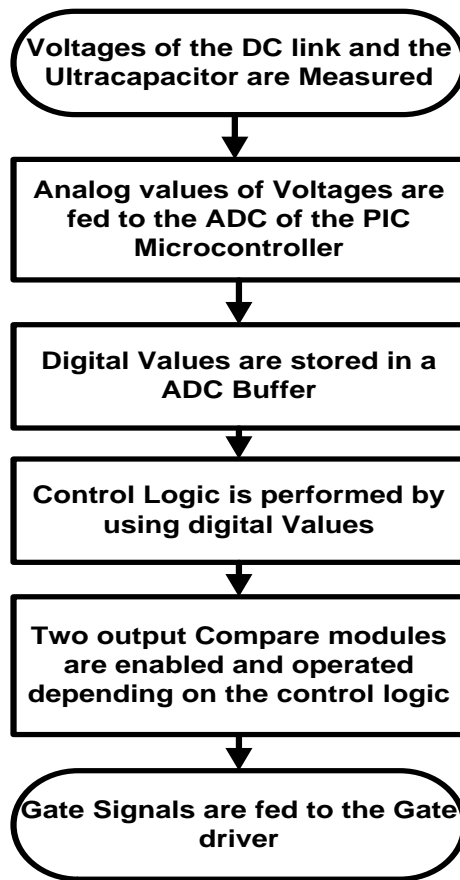 Voltages of the DC link and the
Ultracapacitor are Measured
Analog values of Voltages are
fed to the ADC of the PIC
Microcontroller
Digital Values are stored in a
ADC Buffer
Control Logic is performed by
using digital Values
Two output Compare modules
are enabled and operated
depending on the control logic
Gate Signals are fed to the Gate
driver